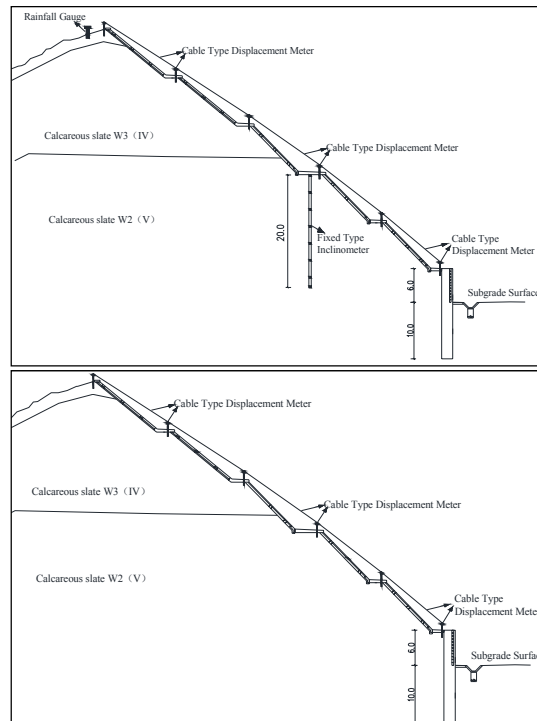 Rainfall Gauge
Cable Type Displacement Meter
Calcareous slate W3（IV）
Cable Type Displacement Meter
Calcareous slate W2（V）
20.0
Fixed Type
Inclinometer
Cable Type
Displacement Meter
6.0
Subgrade Surface
10.0
Cable Type Displacement Meter
Calcareous slate W3（IV）
Cable Type Displacement Meter
Calcareous slate W2（V）
Cable Type
Displacement Meter
6.0
Subgrade Surfac
10.0